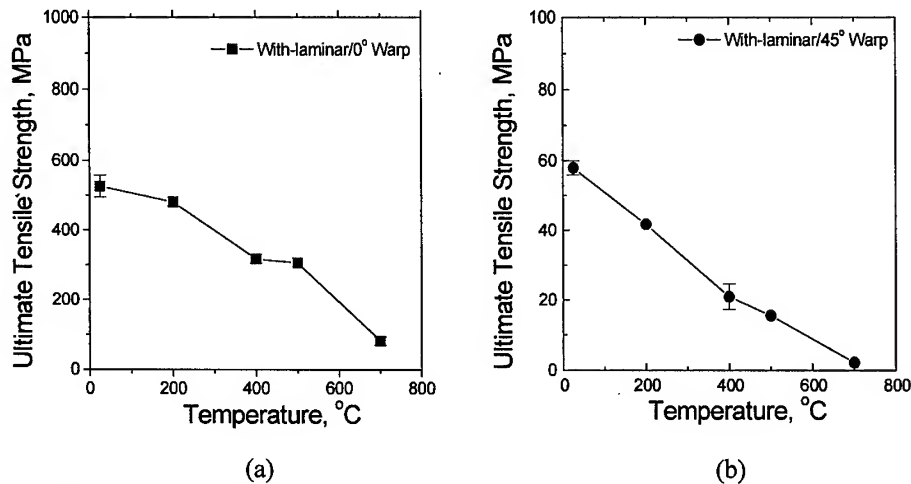 1000
800
600
400
200
0
Ultimate Tensile Strength, MPa
With-laminar/0° Warp
0 200 400 600 800
Temperature, °C
(a)
100
80
60
40
20
0
Ultimate Tensile Strength, MPa
With-laminar/45° Warp
0 200 400 600 800
Temperature, °C
(b)